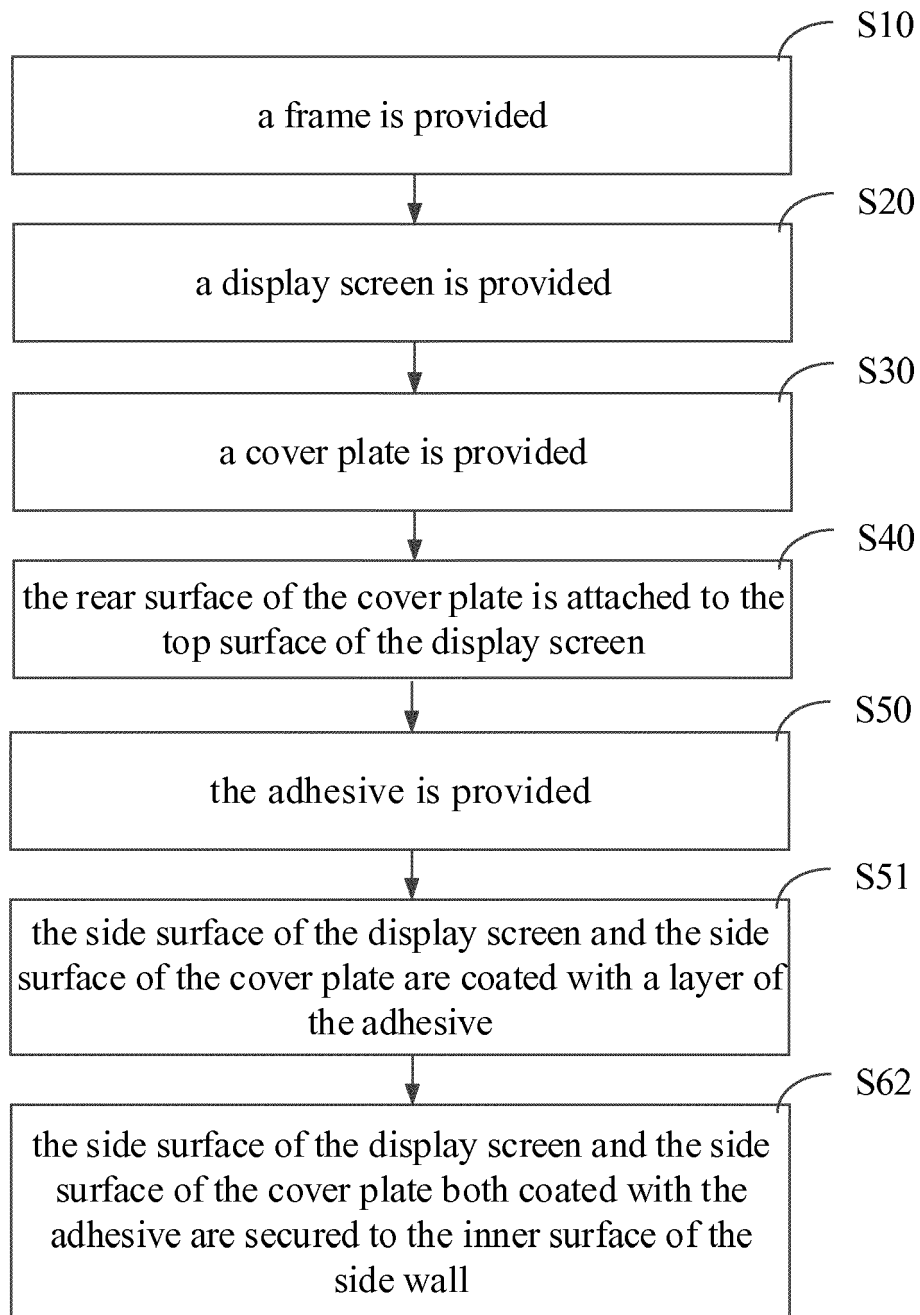 S10
a frame is provided
S20
a display screen is provided
S30
a cover plate is provided
S40
the rear surface of the cover plate is attached to the
top surface of the display screen
S50
the adhesive is provided
S51
the side surface of the display screen and the side
surface of the cover plate are coated with a layer of
the adhesive
S62
the side surface of the display screen and the side
surface of the cover plate both coated with the
adhesive are secured to the inner surface of the
side wall